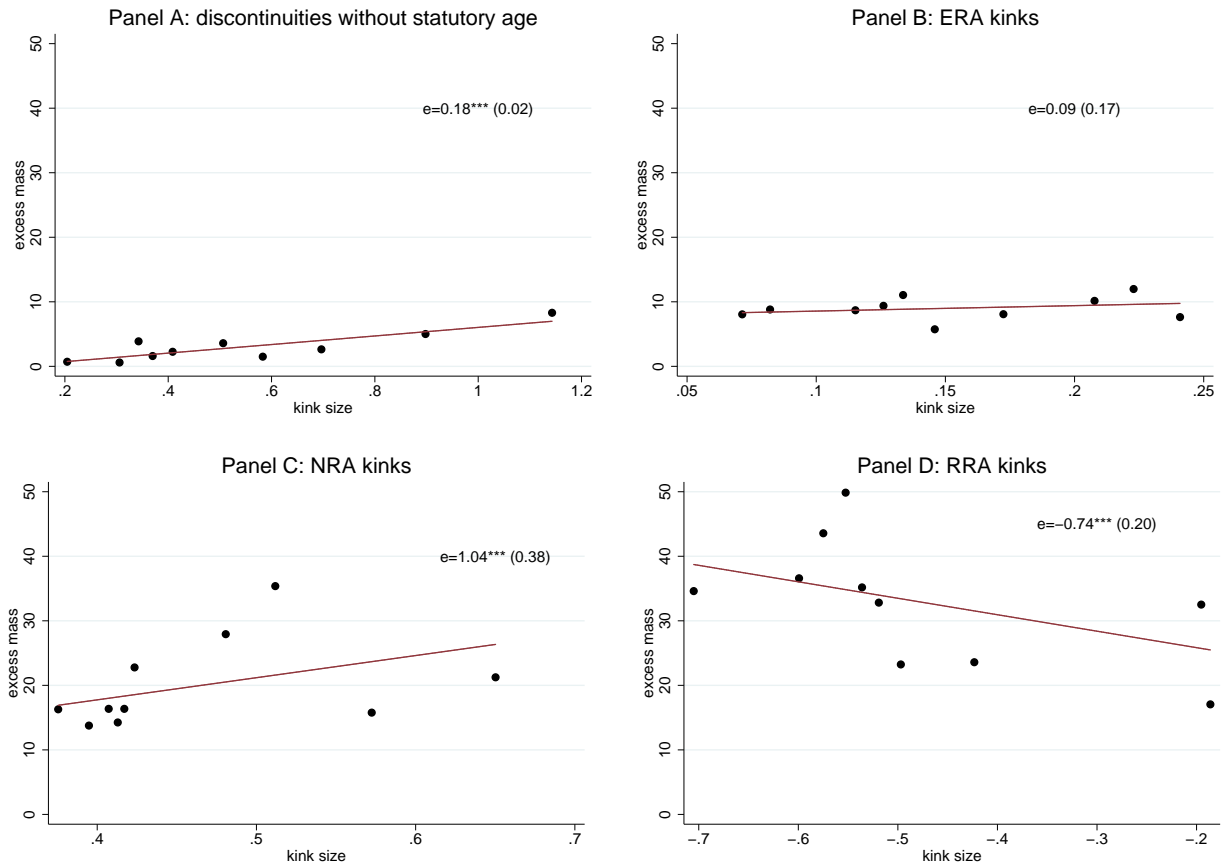 Panel A: discontinuities without statutory age
50
40
30
20
10
0
excess mass
e=0.18*** (0.02)
.2
.4
.6
.8
1
1.2
kink size
Panel B: ERA kinks
50
40
30
20
10
0
excess mass
e=0.09 (0.17)
.05
.1
.15
.2
.25
kink size
Panel C: NRA kinks
50
40
30
20
10
0
excess mass
e=1.04*** (0.38)
.4
.5
.6
.7
kink size
Panel D: RRA kinks
50
40
30
20
10
0
excess mass
e=−0.74*** (0.20)
−.7
−.6
−.5
−.4
−.3
−.2
kink size